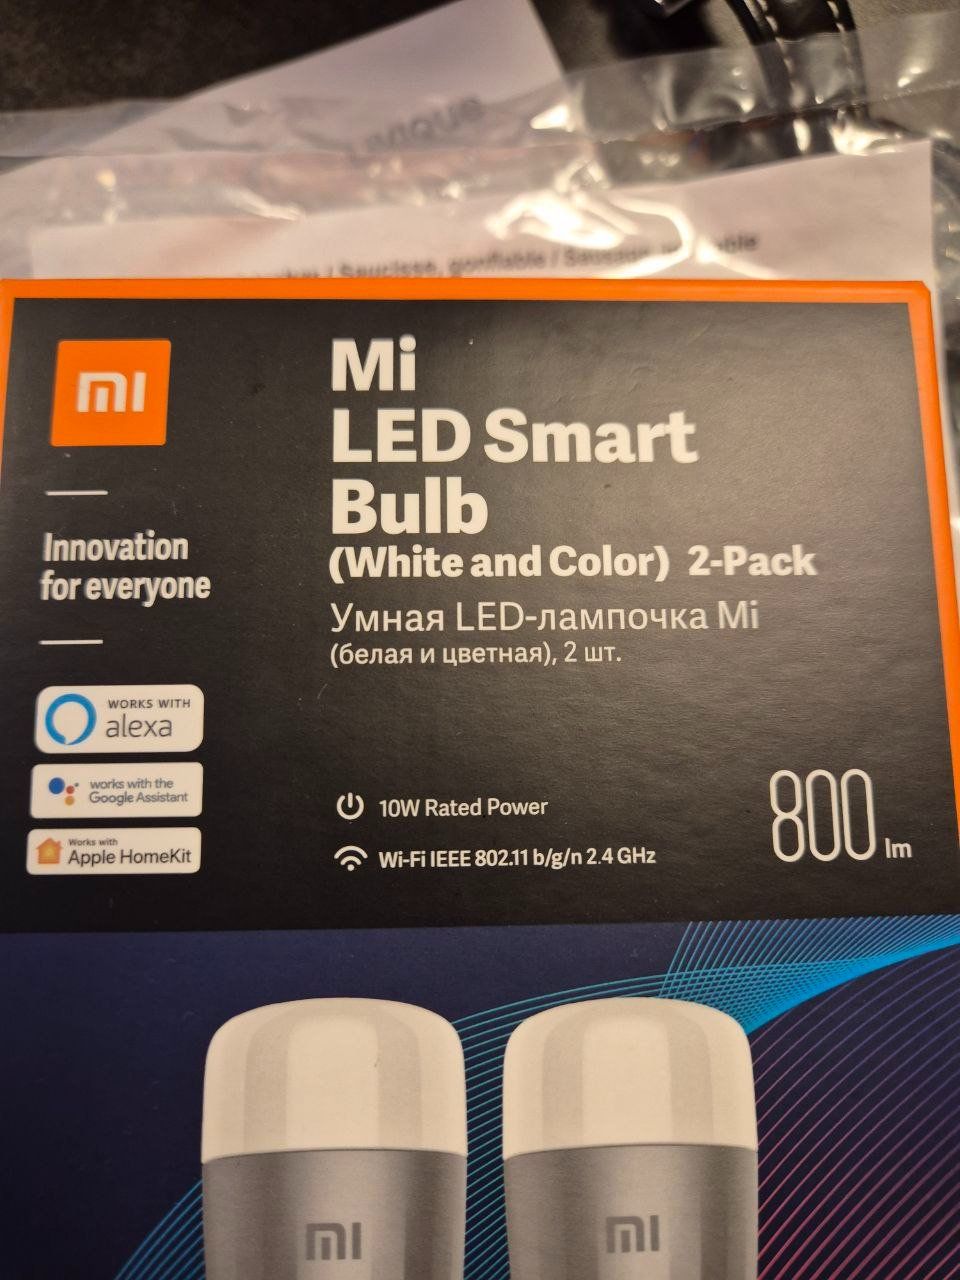 Saucisse, gonflable /
mi
Mi
LED Smart
Bulb
(White and Color) 2-Pack
Умная LED-лампочка Mi
(белая и цветная), 2 шт.
Innovation
for everyone
WORKS WITH
alexa
works with the
Google Assistant
Works with
Apple HomeKit
10W Rated Power
Wi-Fi IEEE 802.11 b/g/n 2.4 GHz
800 lm
mi
mi